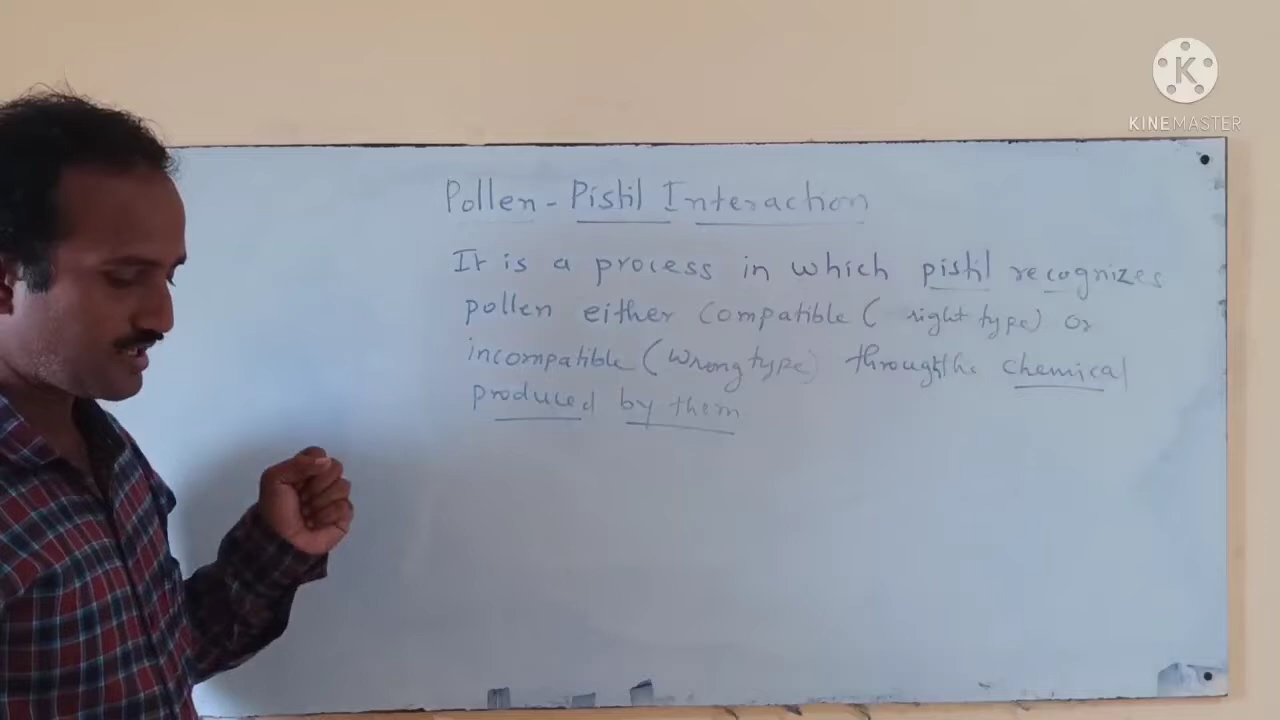 K
KINEMASTER
Pollen - Pistil Interaction
It is a process in which pistil recognizes
pollen either compatible ( right type) or
incompatible (wrong type) through the chemical
produced by them